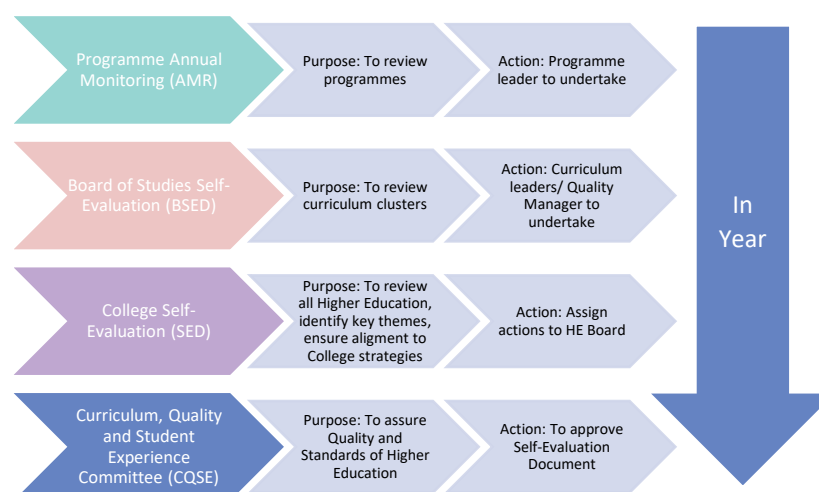 Programme Annual
Monitoring (AMR)
Purpose: To review
programmes
Action: Programme
leader to undertake
Board of Studies Self-
Evaluation (BSED)
Purpose: To review
curriculum clusters
Action: Curriculum
leaders/ Quality
Manager to
undertake
College Self-
Evaluation (SED)
Purpose: To review
all Higher Education,
identify key themes,
ensure aligment to
College strategies
Action: Assign
actions to HE Board
Curriculum, Quality
and Student
Experience
Committee (CQSE)
Purpose: To assure
Quality and
Standards of Higher
Education
Action: To approve
Self-Evaluation
Document
In
Year